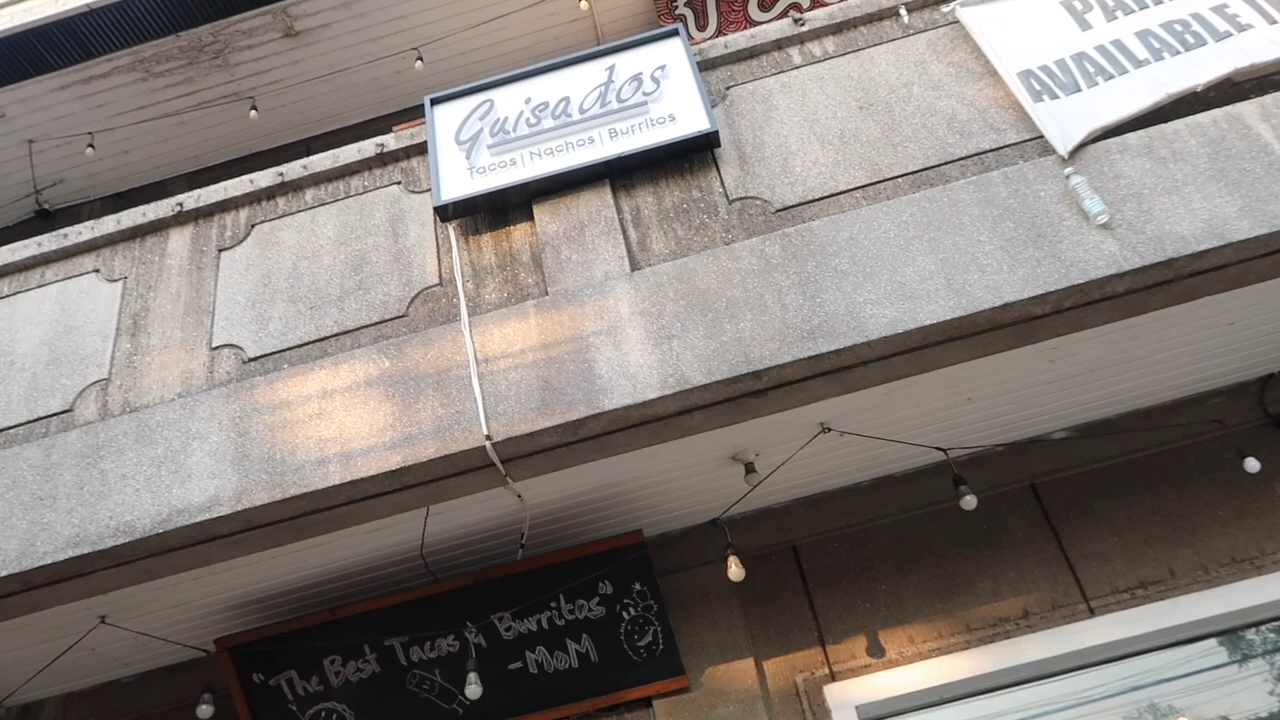 Guisados
Tacos | Nachos | Burritos
AVAILABLE
"The Best Tacos & Burritos"
-MOM